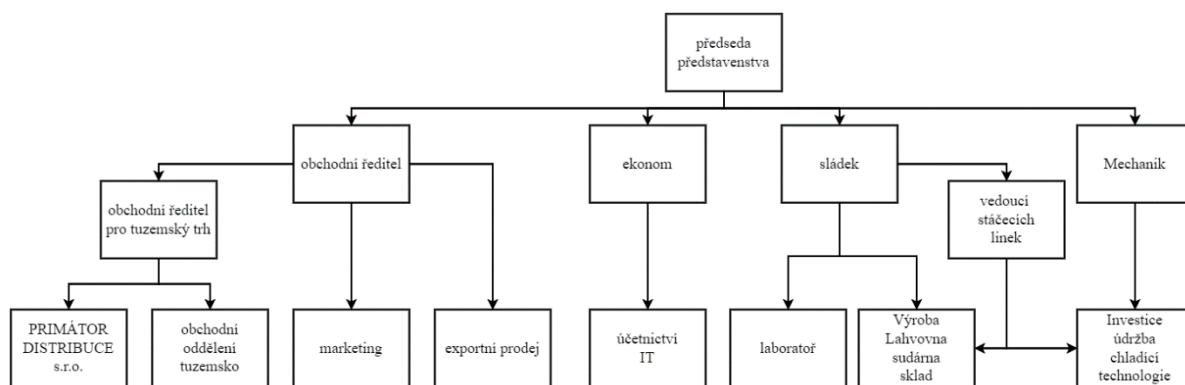 předseda
představenstva
obchodní ředitel
ekonom
sládek
Mechanik
obchodní ředitel
pro tuzemský trh
vedoucí
stáčecích
linek
PRIMÁTOR
DISTRIBUCE
s.r.o.
obchodní
oddělení
tuzemsko
marketing
exportní prodej
účetnictví
IT
laboratoř
Výroba
Lahvovna
sudárna
sklad
Investice
údržba
chladící
technologie